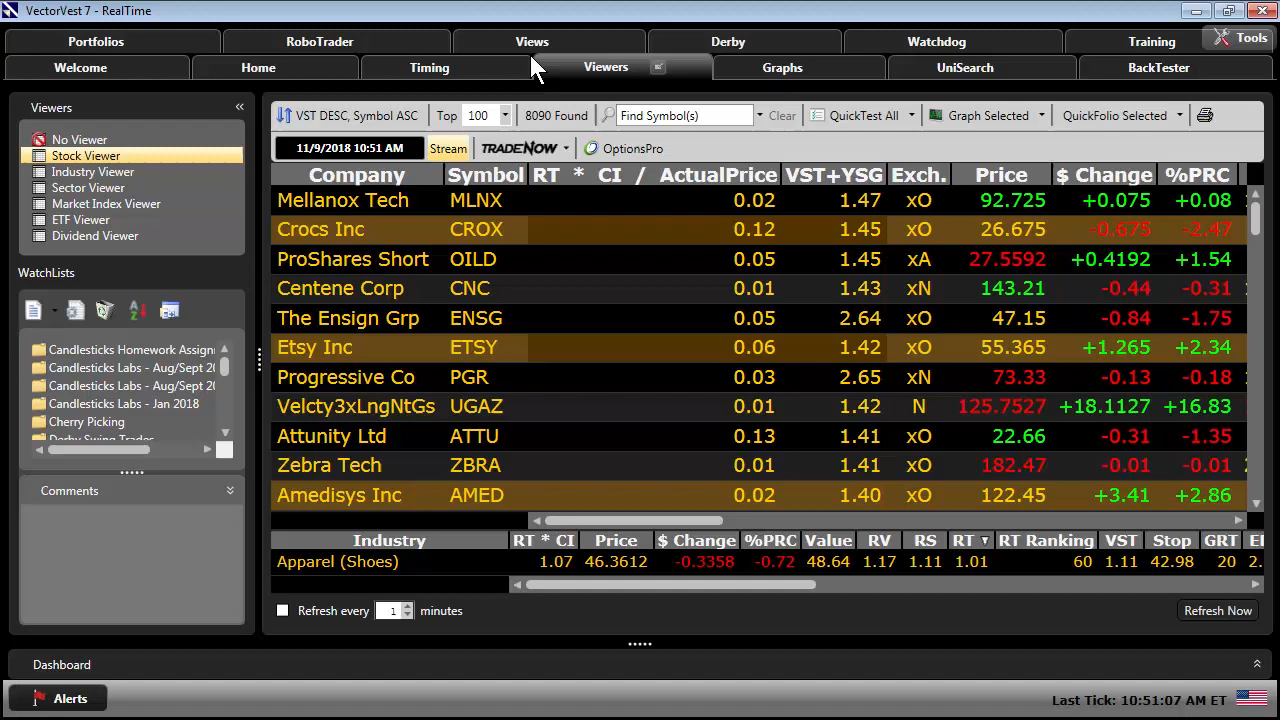 VectorVest 7 - RealTime
Portfolios RoboTrader Views Derby Watchdog Training Tools
Welcome Home Timing Viewers Graphs UniSearch BackTester
Viewers
No Viewer
Stock Viewer
Industry Viewer
Sector Viewer
Market Index Viewer
ETF Viewer
Dividend Viewer
WatchLists
Candlesticks Homework Assign
Candlesticks Labs - Aug/Sept 20
Candlesticks Labs - Aug/Sept 20
Candlesticks Labs - Jan 2018
Cherry Picking
Derby Swing Trades
Comments
VST DESC, Symbol ASC Top 100 8090 Found Find Symbol(s) Clear QuickTest All Graph Selected QuickFolio Selected
11/9/2018 10:51 AM Stream TRADENOW OptionsPro
Company Symbol RT * CI / ActualPrice VST+YSG Exch. Price $ Change %PRC
Mellanox Tech MLNX 0.02 1.47 xO 92.725 +0.075 +0.08
Crocs Inc CROX 0.12 1.45 xO 26.675 -0.675 -2.47
ProShares Short OILD 0.05 1.45 xA 27.5592 +0.4192 +1.54
Centene Corp CNC 0.01 1.43 xN 143.21 -0.44 -0.31
The Ensign Grp ENSG 0.05 2.64 xO 47.15 -0.84 -1.75
Etsy Inc ETSY 0.06 1.42 xO 55.365 +1.265 +2.34
Progressive Co PGR 0.03 2.65 xN 73.33 -0.13 -0.18
Velcty3xLngNtGs UGAZ 0.01 1.42 N 125.7527 +18.1127 +16.83
Attunity Ltd ATTU 0.13 1.41 xO 22.66 -0.31 -1.35
Zebra Tech ZBRA 0.01 1.41 xO 182.47 -0.01 -0.01
Amedisys Inc AMED 0.02 1.40 xO 122.45 +3.41 +2.86
Industry RT * CI Price $ Change %PRC Value RV RS RT RT Ranking VST Stop GRT
Apparel (Shoes) 1.07 46.3612 -0.3358 -0.72 48.64 1.17 1.11 1.01 60 1.11 42.98 20 2.
Refresh every 1 minutes Refresh Now
Dashboard
Alerts Last Tick: 10:51:07 AM ET